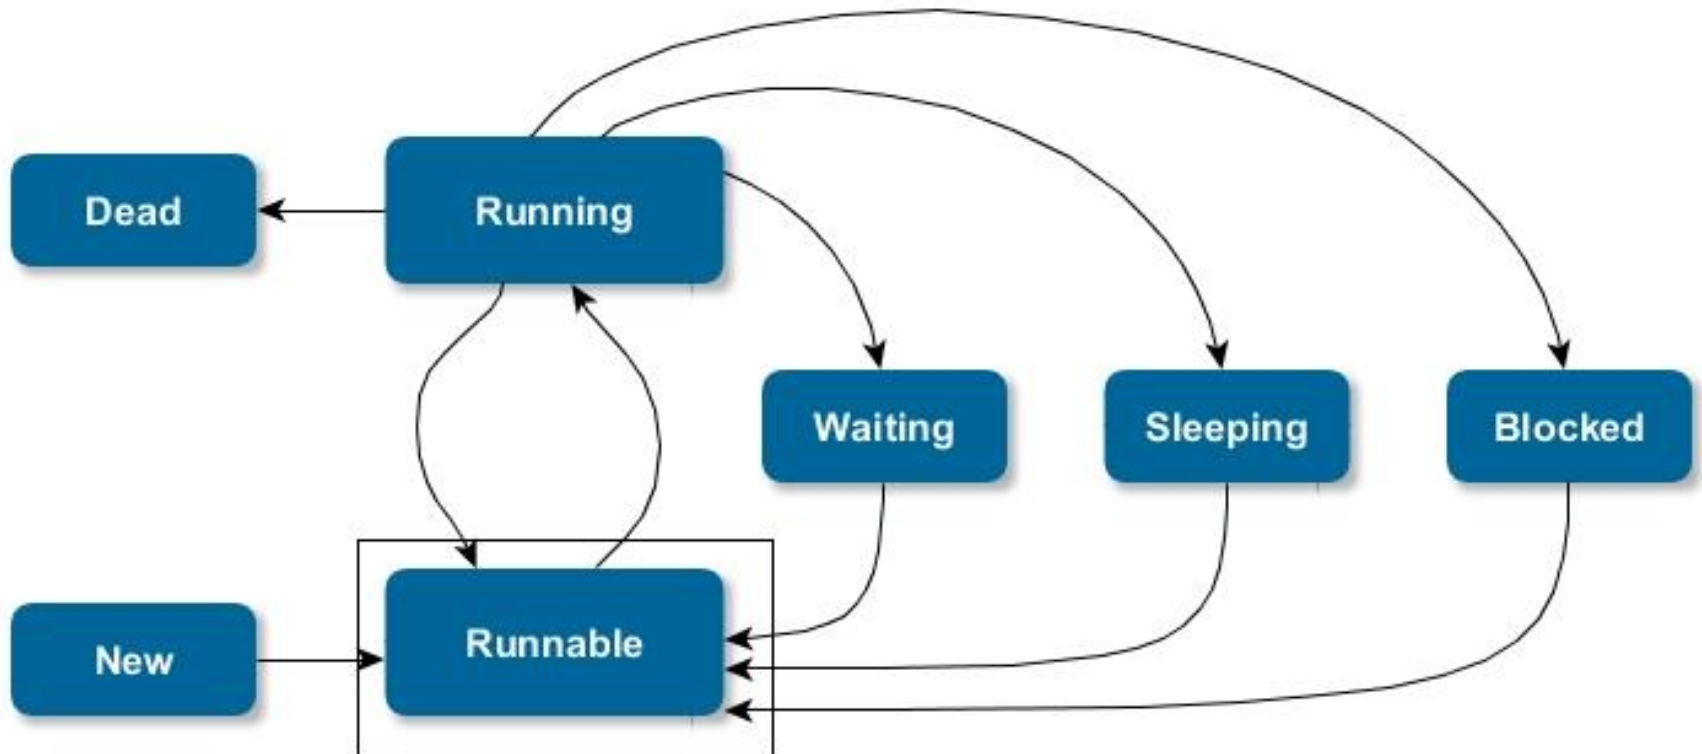 Dead
Running
Waiting
Sleeping
Blocked
New
Runnable